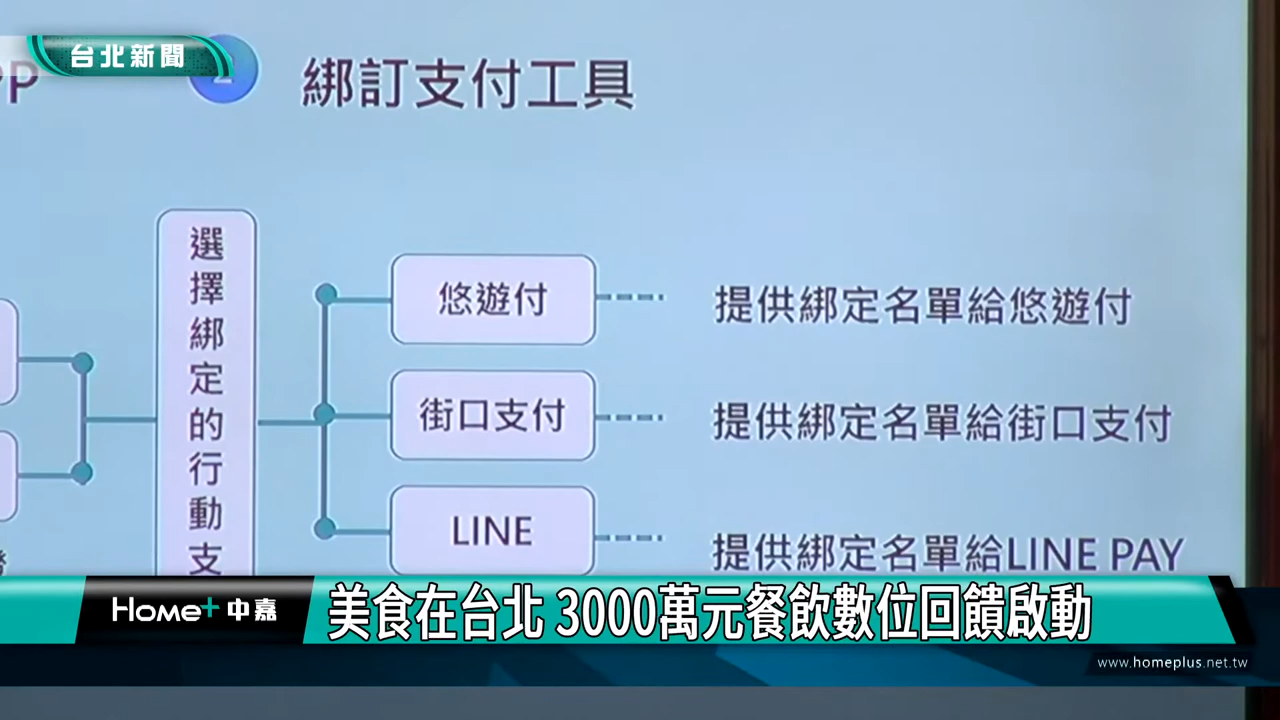 台北新聞
綁訂支付工具
選擇綁定的行動支
悠遊付
提供綁定名單給悠遊付
街口支付
提供綁定名單給街口支付
LINE
提供綁定名單給LINE PAY
Home+中嘉
美食在台北 3000萬元餐飲數位回饋啟動
www.homeplus.net.tw